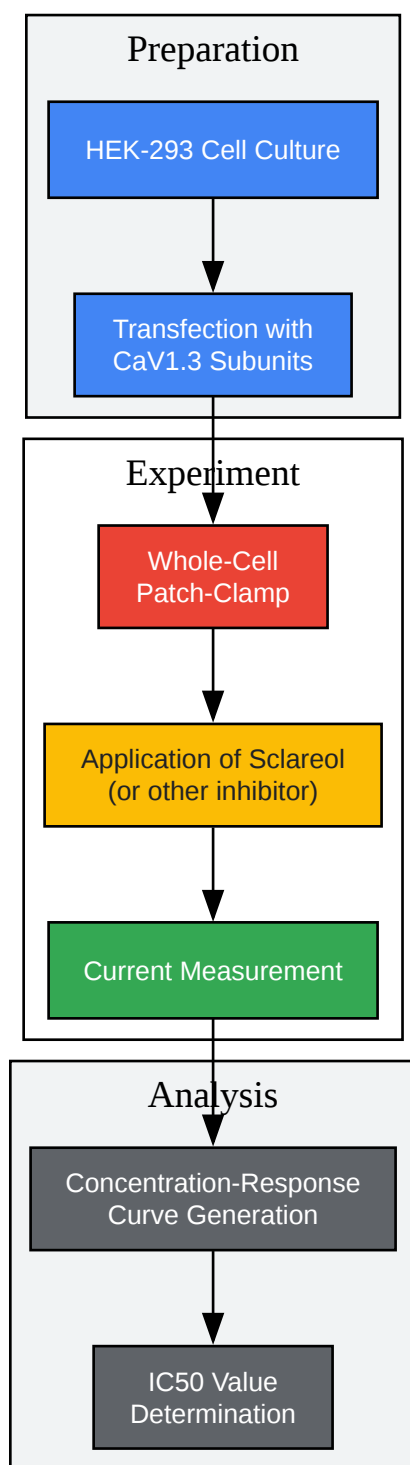 Preparation
HEK-293 Cell Culture
Transfection with
CaV1.3 Subunits
Experiment
Whole-Cell
Patch-Clamp
Application of Sclareol
(or other inhibitor)
Current Measurement
Analysis
Concentration-Response
Curve Generation
IC50 Value
Determination